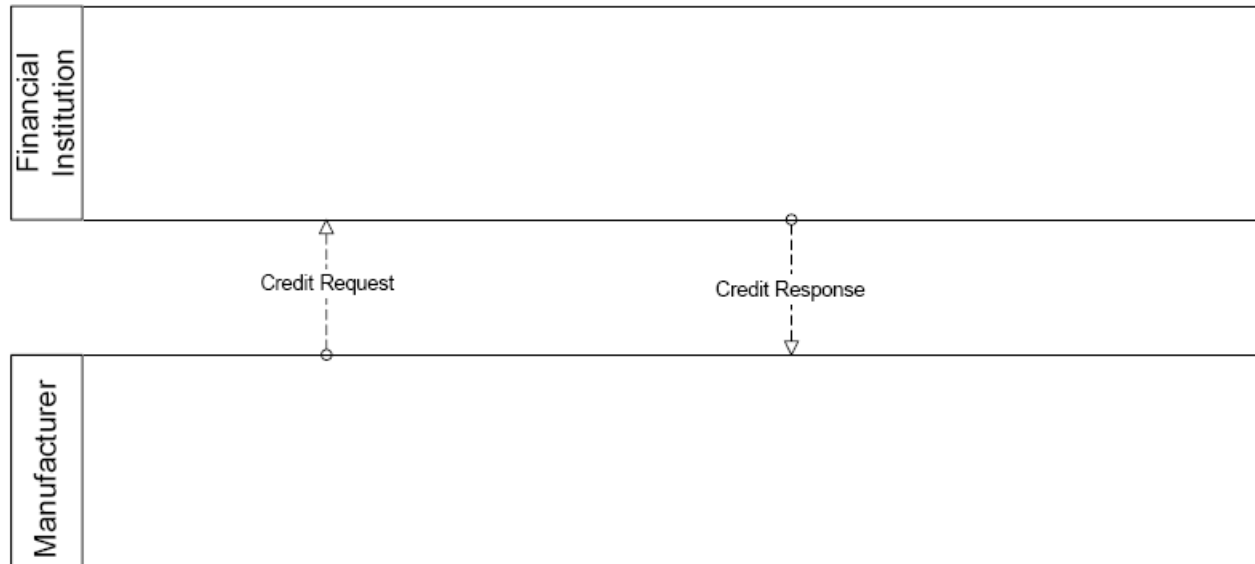 Financial
Institution
Credit Request
Credit Response
Manufacturer